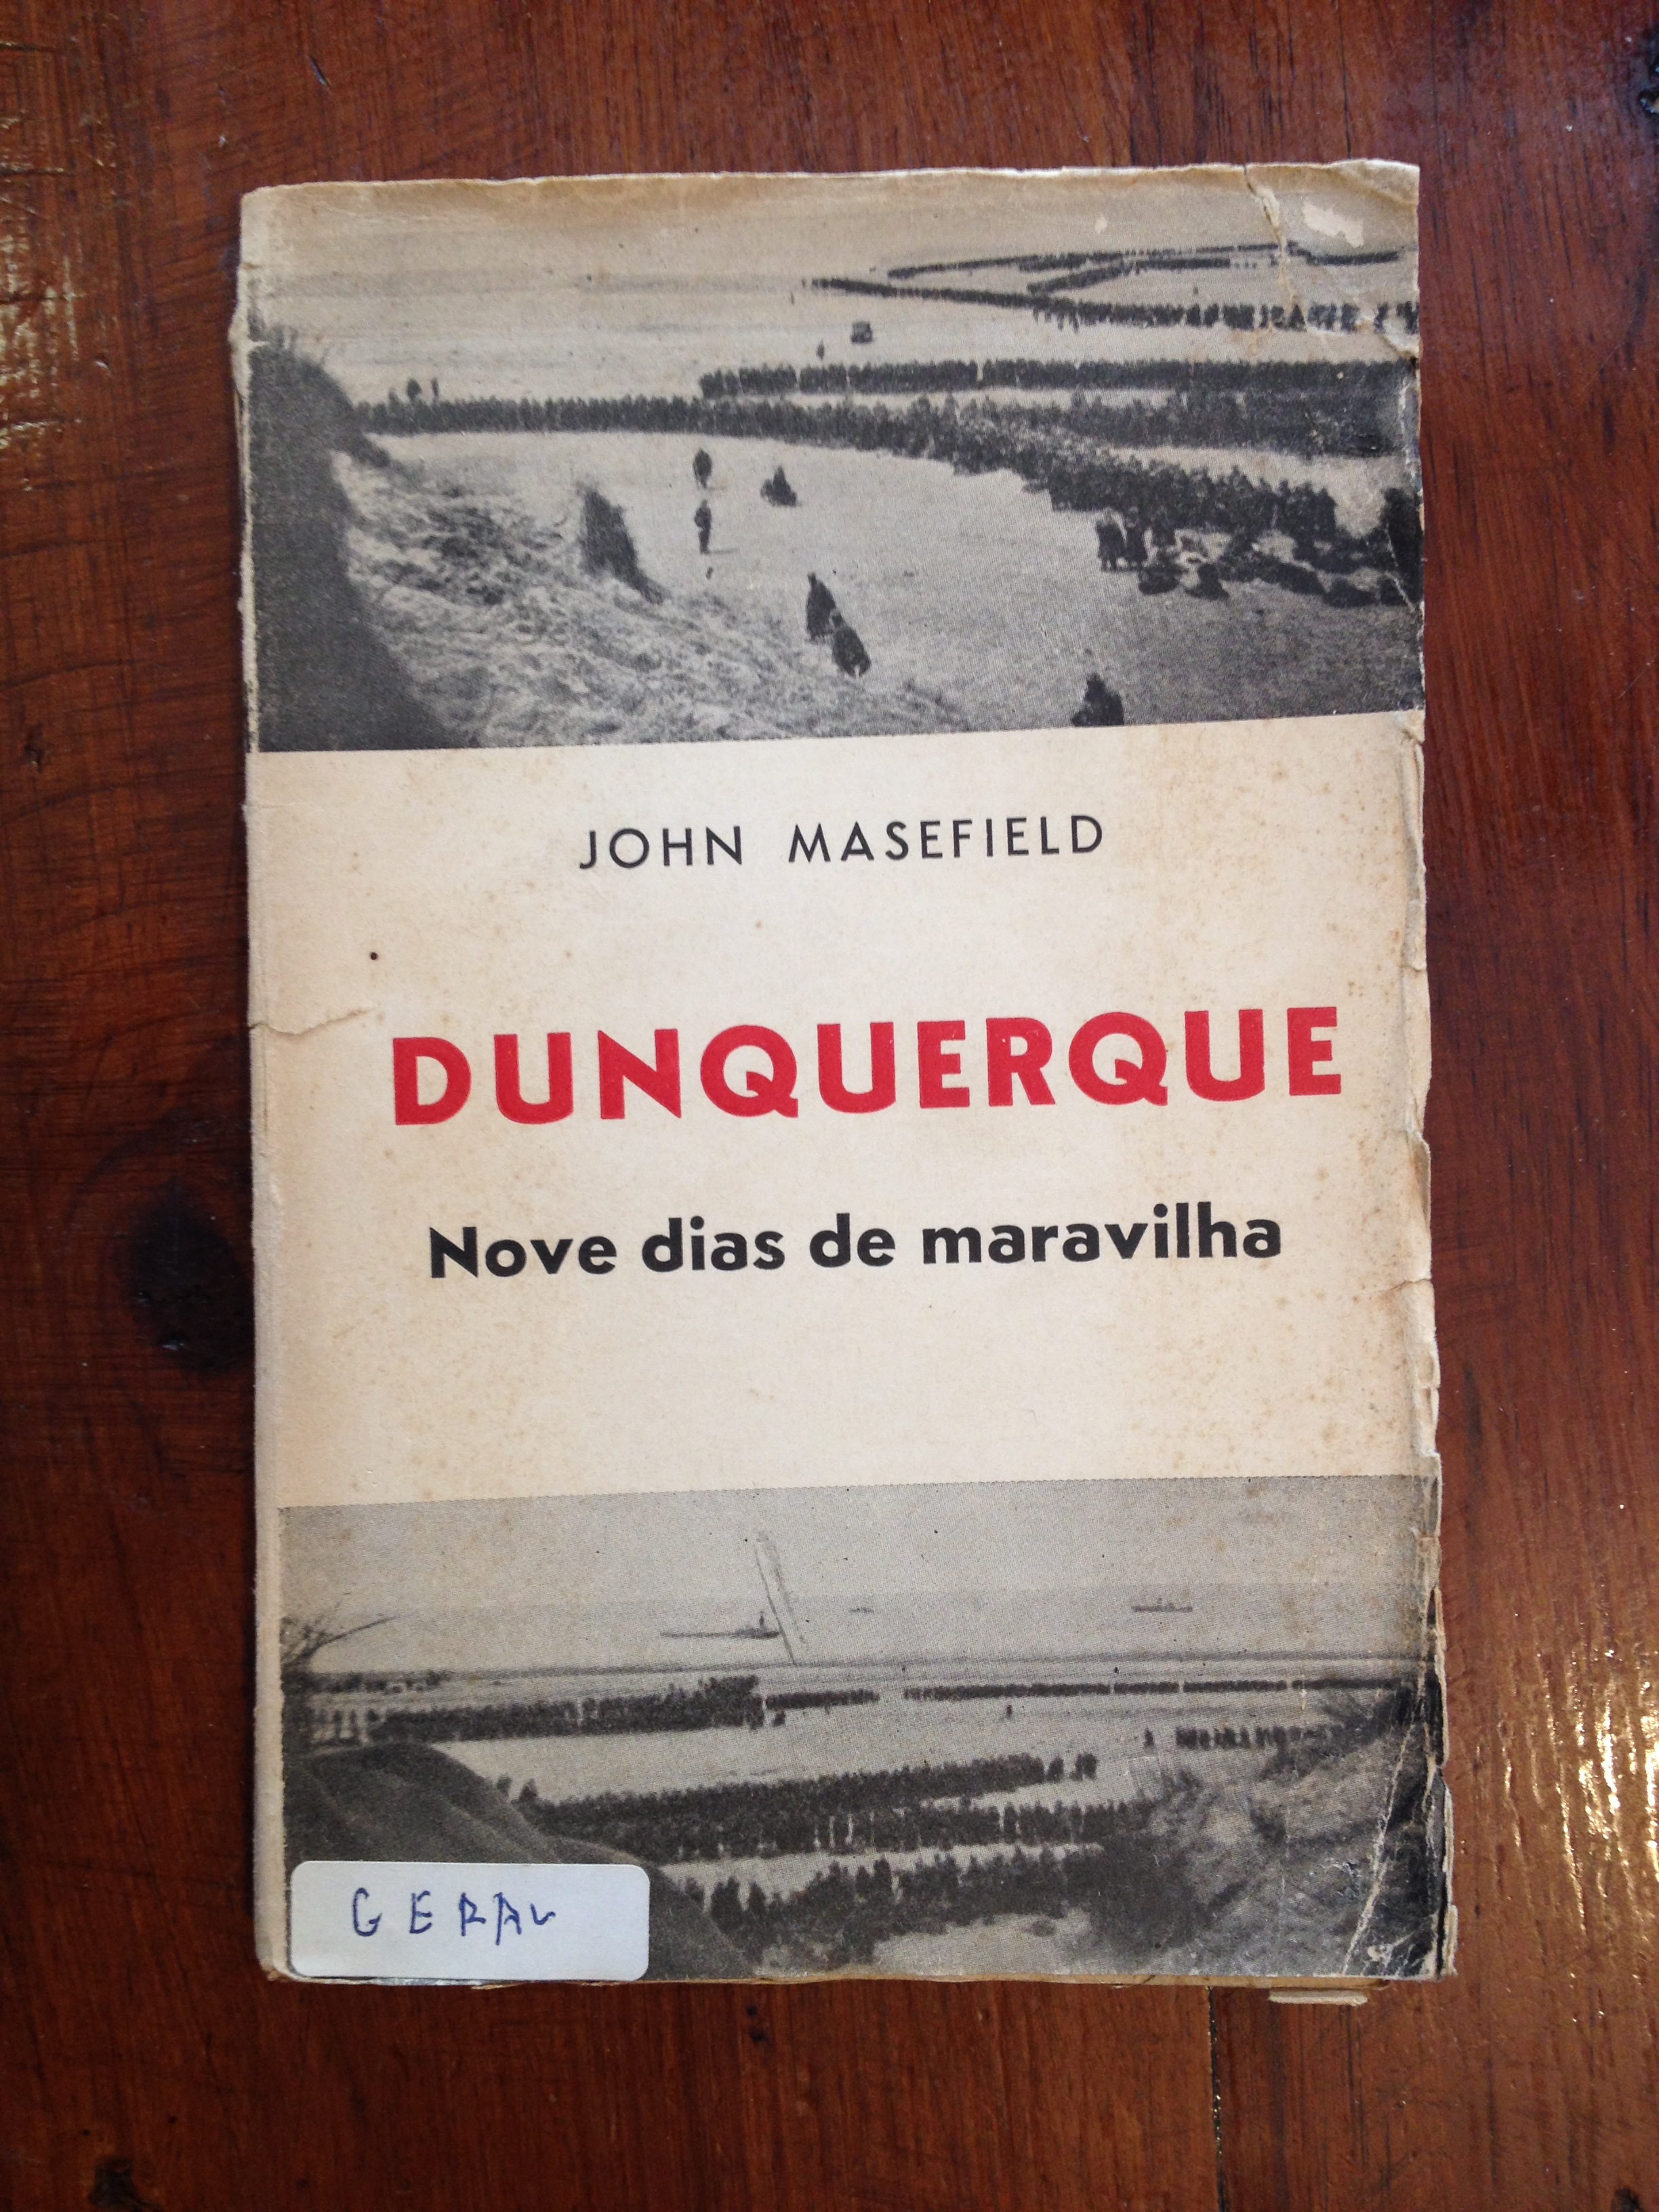 JOHN MASEFIELD
DUNQUERQUE
Nove dias de maravilha
GERAL